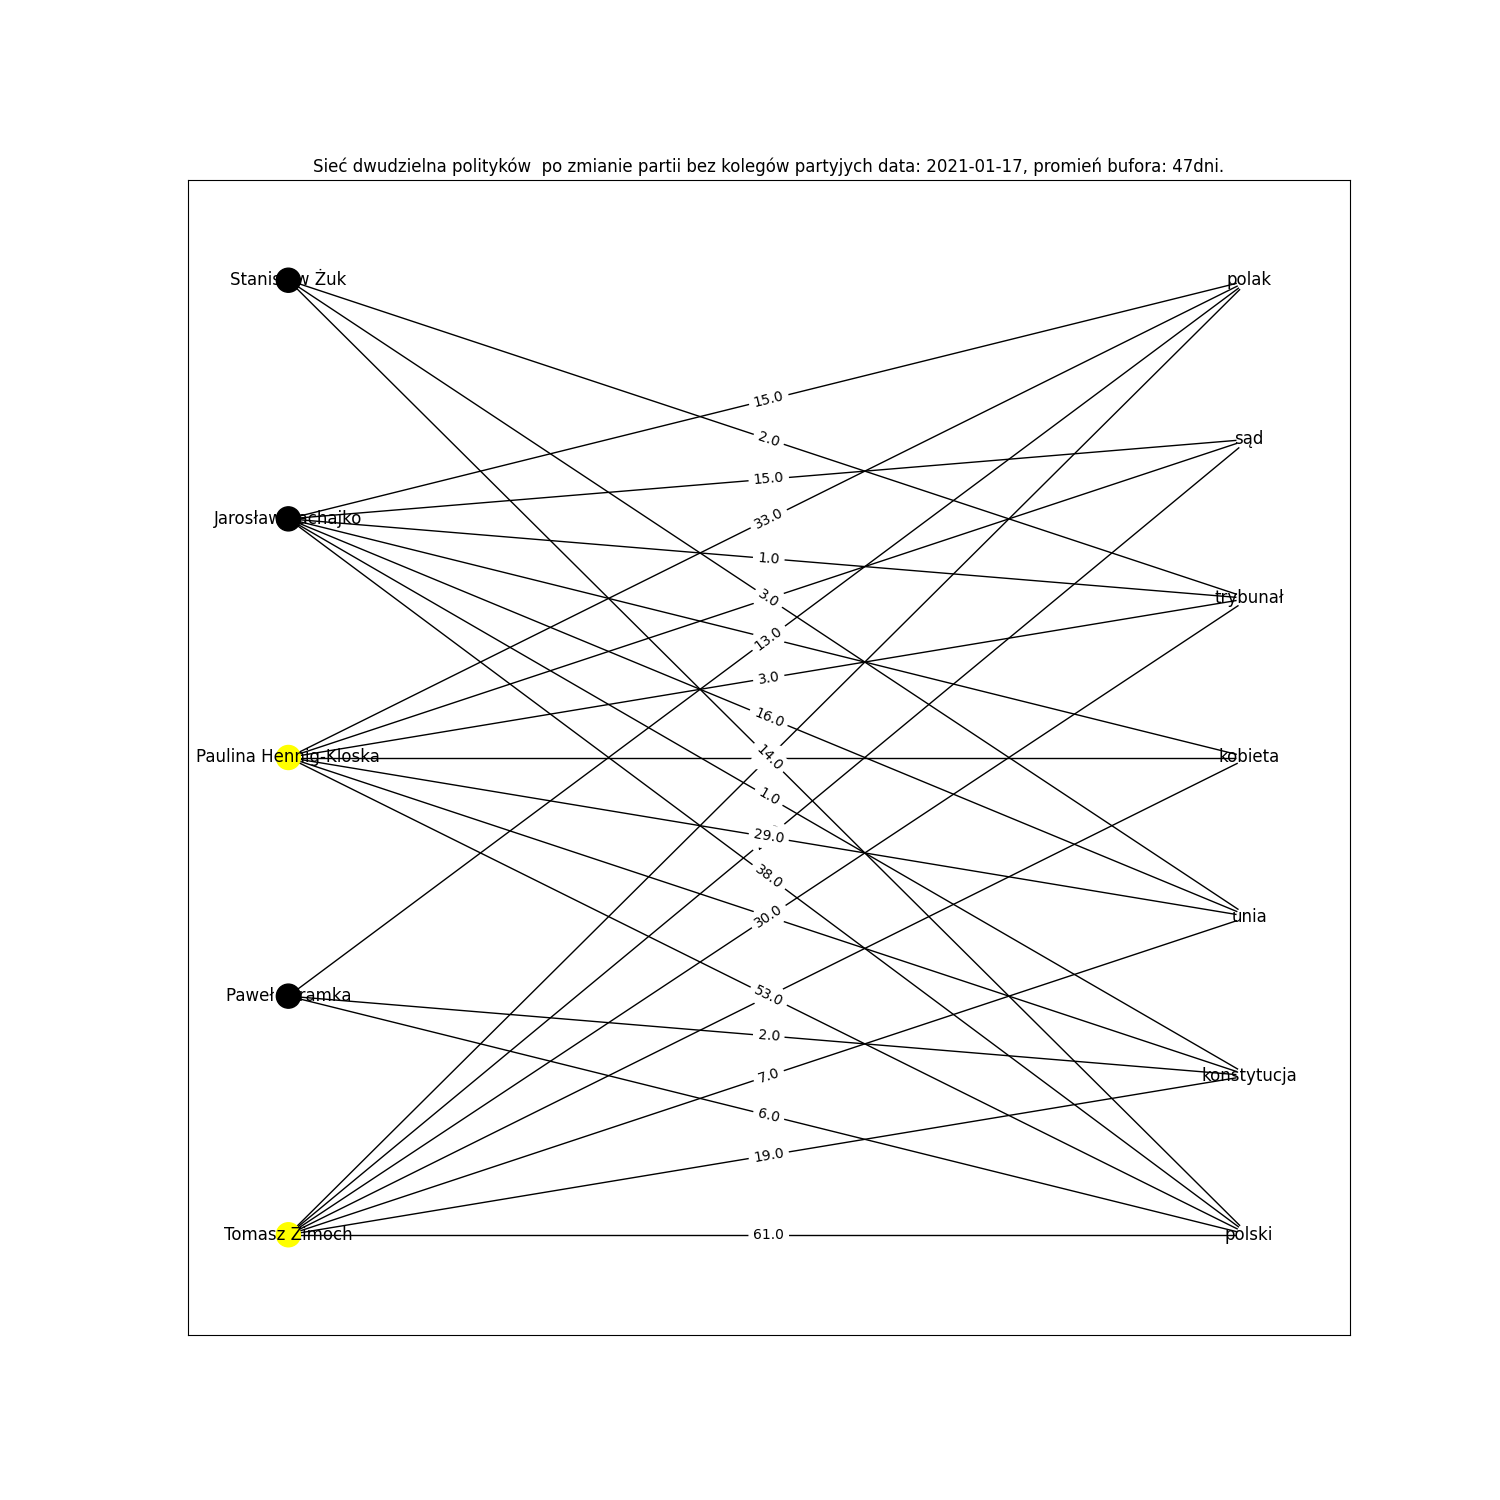 Sieć dwudzielna polityków  po zmianie partii bez kolegów partyjych data: 2021-01-17, promień bufora: 47dni.
Stanisław Żuk
polak
15.0
2.0
sąd
15.0
Jarosław Sachajko
33.0
1.0
3.0
trybunał
13.0
3.0
16.0
Paulina Hennig-Kloska
14.0
kobieta
1.0
29.0
38.0
30.0
unia
53.0
Paweł Szramka
2.0
7.0
konstytucja
6.0
19.0
Tomasz Zimoch
61.0
polski